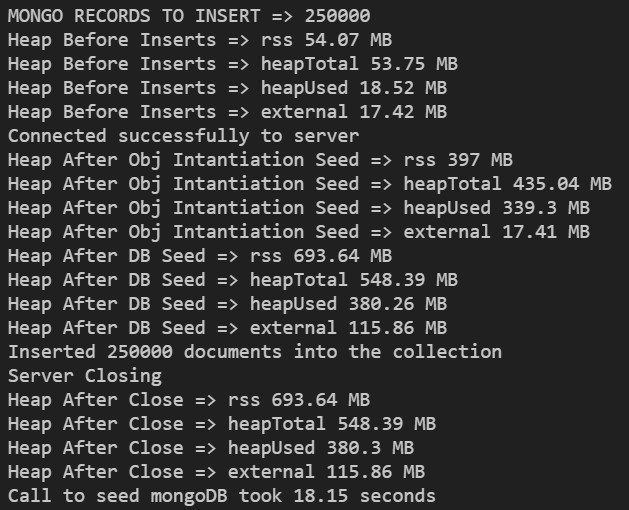 MONGO RECORDS TO INSERT => 250000
Heap Before Inserts => rss 54.07 MB
Heap Before Inserts => heapTotal 53.75 MB
Heap Before Inserts => heapUsed 18.52 MB
Heap Before Inserts => external 17.42 MB
Connected successfully to server
Heap After Obj Intantiation Seed => rss 397 MB
Heap After Obj Intantiation Seed => heapTotal 435.04 MB
Heap After Obj Intantiation Seed => heapUsed 339.3 MB
Heap After Obj Intantiation Seed => external 17.41 MB
Heap After DB Seed => rss 693.64 MB
Heap After DB Seed => heapTotal 548.39 MB
Heap After DB Seed => heapUsed 380.26 MB
Heap After DB Seed => external 115.86 MB
Inserted 250000 documents into the collection
Server Closing
Heap After Close => rss 693.64 MB
Heap After Close => heapTotal 548.39 MB
Heap After Close => heapUsed 380.3 MB
Heap After Close => external 115.86 MB
Call to seed mongoDB took 18.15 seconds